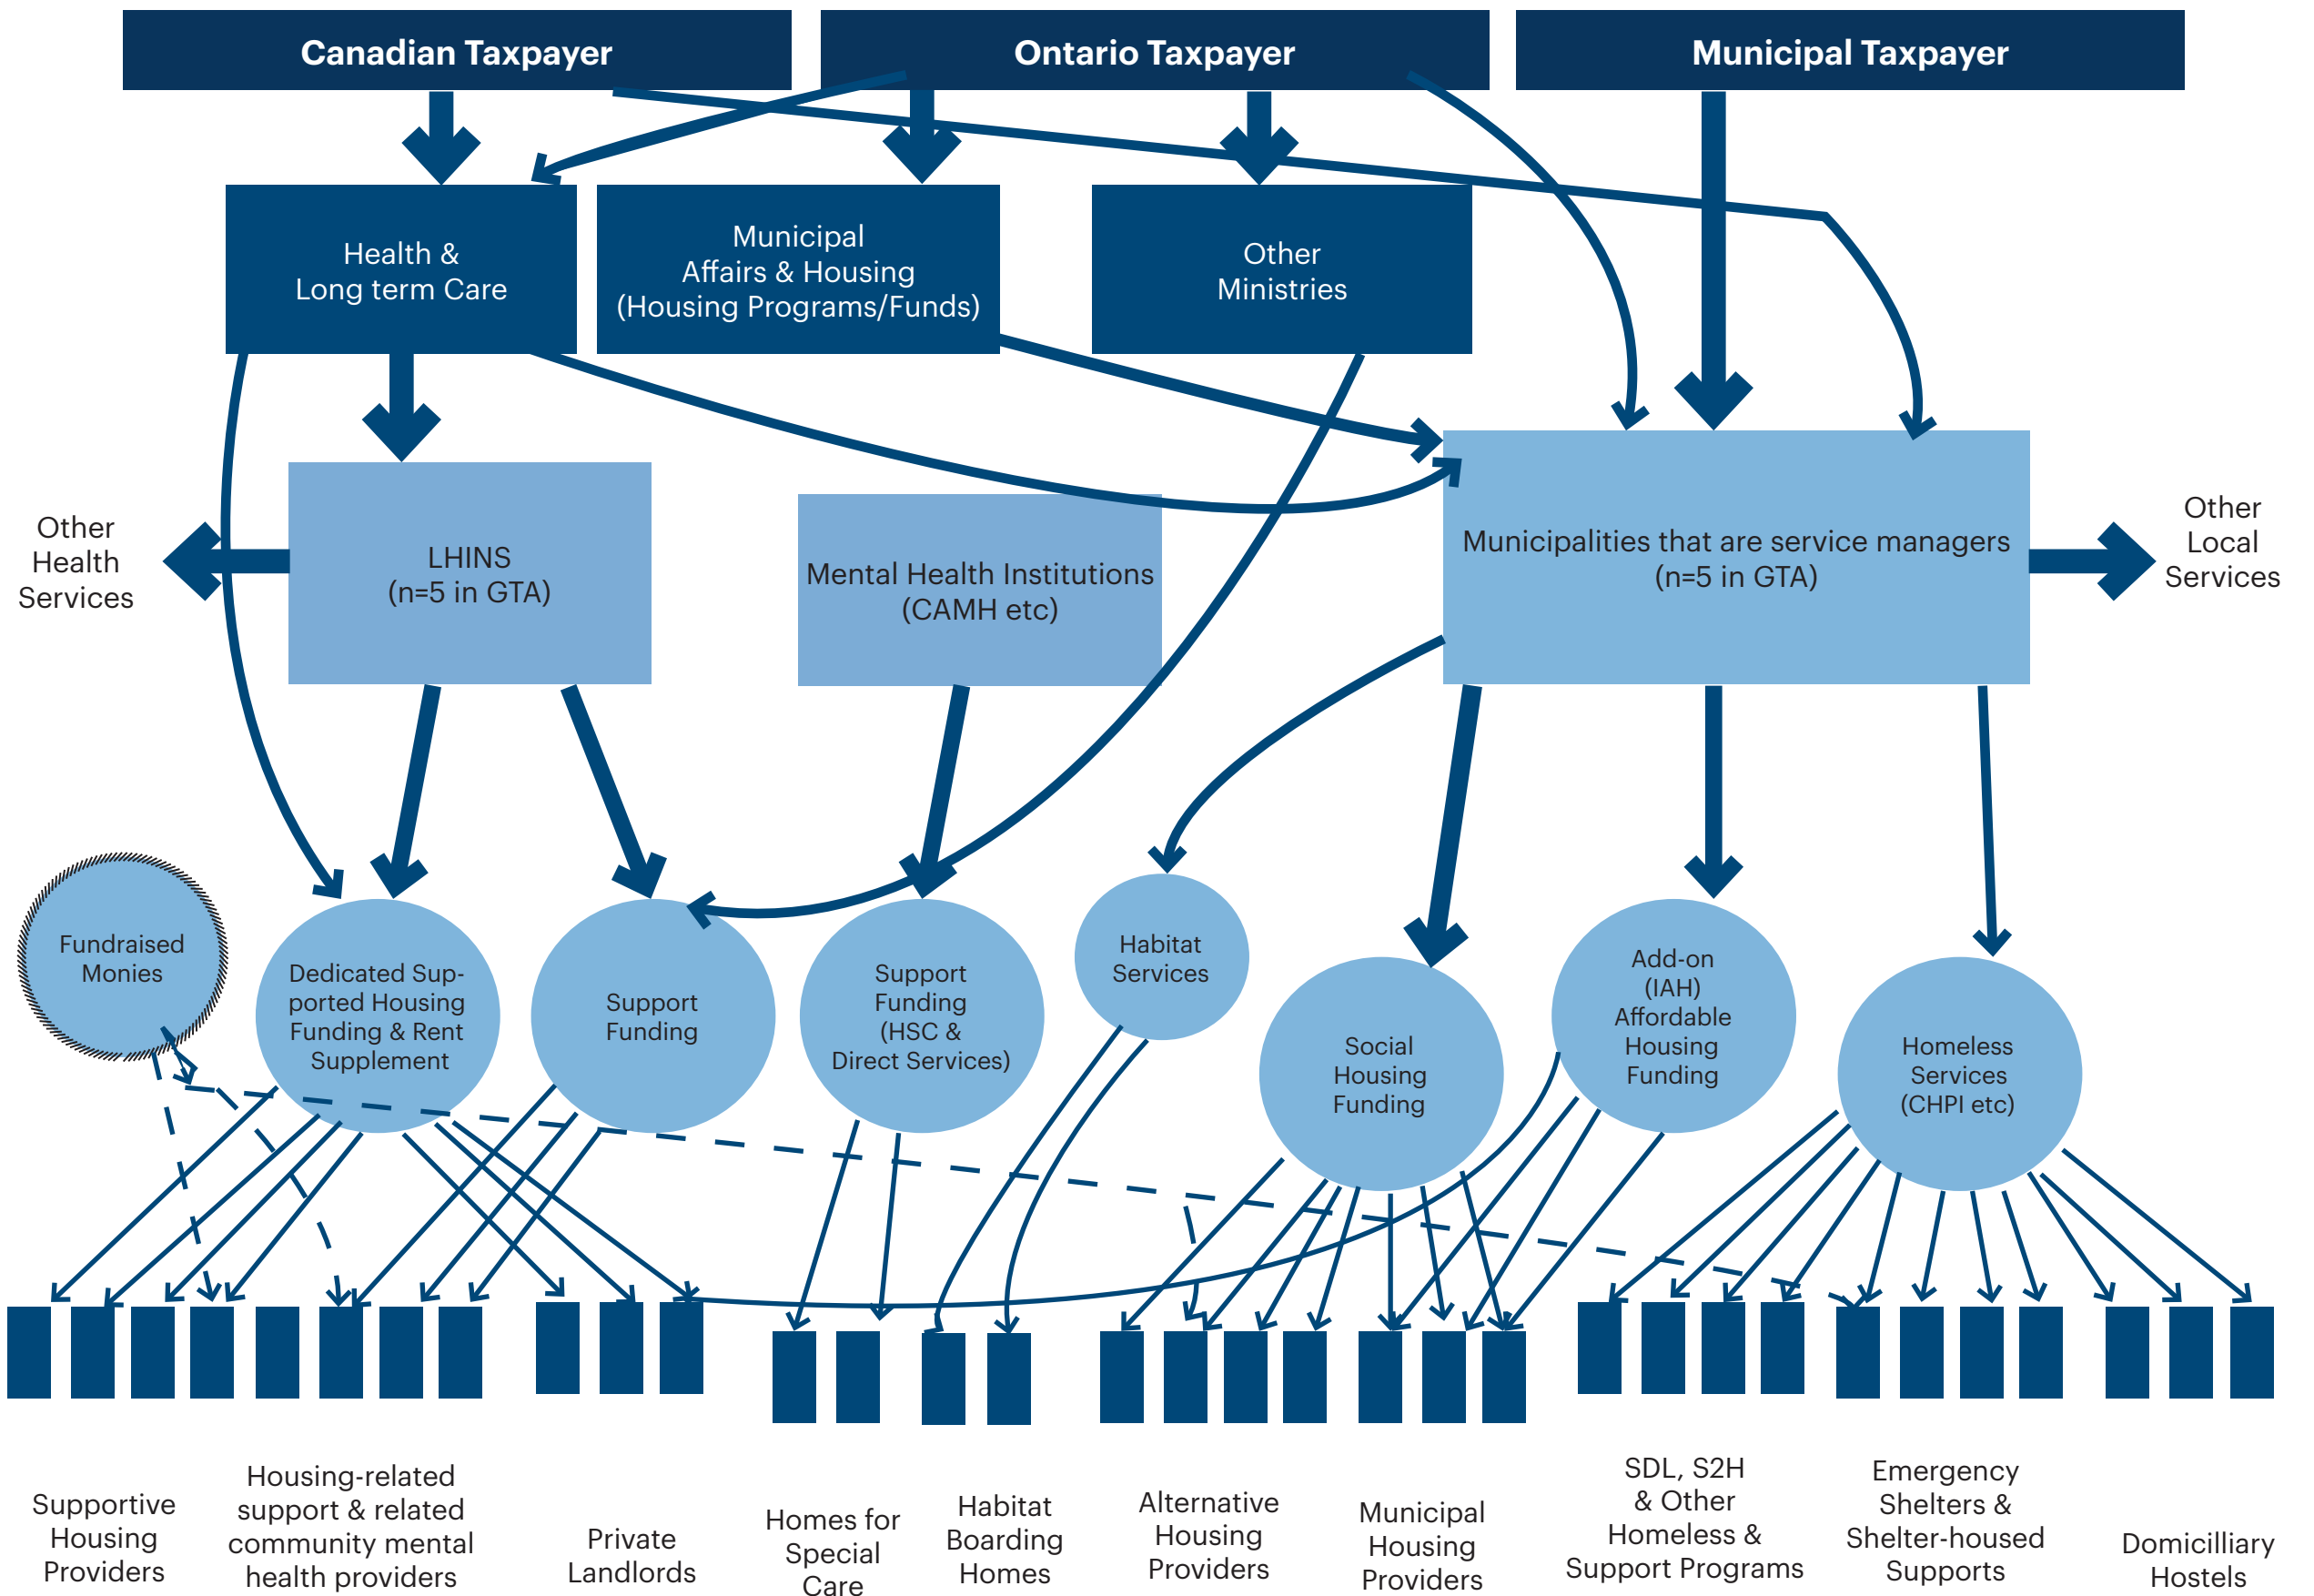 Canadian Taxpayer
Ontario Taxpayer
Municipal Taxpayer
Health &
Long term Care
Municipal
Affairs & Housing
(Housing Programs/Funds)
Other
Ministries
Other
Health
Services
LHINS
(n=5 in GTA)
Mental Health Institutions
(CAMH etc)
Municipalities that are service managers
(n=5 in GTA)
Other
Local
Services
Fundraised
Monies
Dedicated Sup-
ported Housing
Funding & Rent
Supplement
Support
Funding
Support
Funding
(HSC &
Direct Services)
Habitat
Services
Social
Housing
Funding
Add-on
(IAH)
Affordable
Housing
Funding
Homeless
Services
(CHPI etc)
Supportive
Housing
Providers
Housing-related
support & related
community mental
health providers
Private
Landlords
Homes for
Special
Care
Habitat
Boarding
Homes
Alternative
Housing
Providers
Municipal
Housing
Providers
SDL, S2H
& Other
Homeless &
Support Programs
Emergency
Shelters &
Shelter-housed
Supports
Domicilliary
Hostels